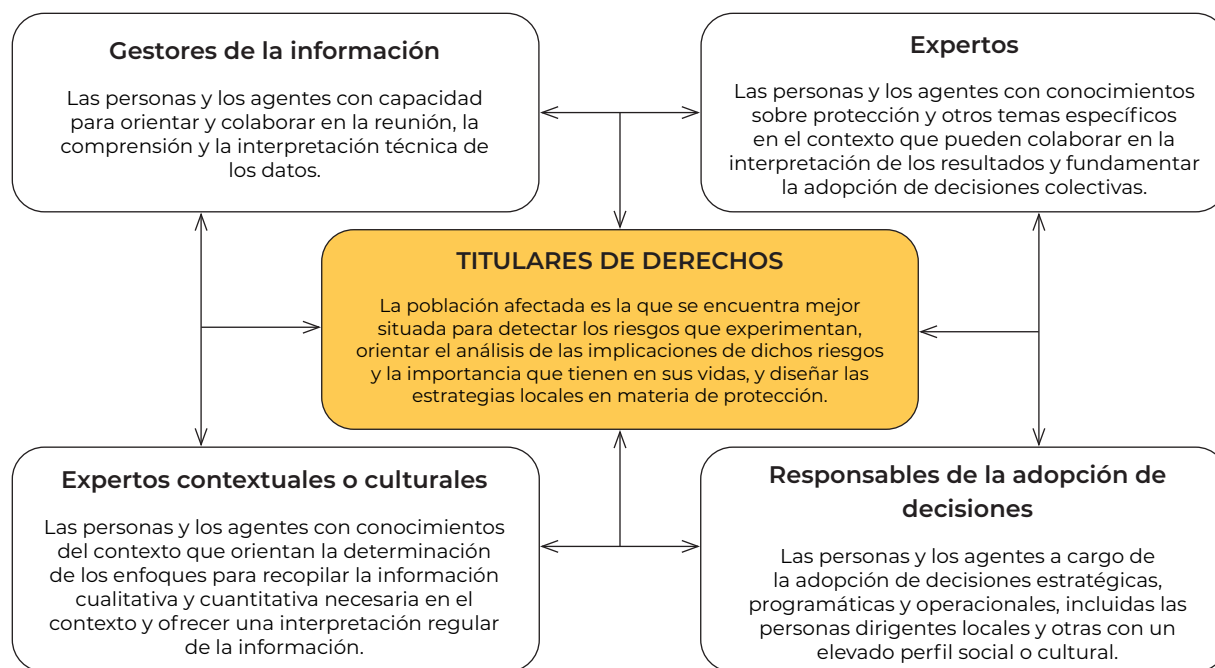 Gestores de la información
Las personas y los agentes con capacidad
para orientar y colaborar en la reunión, la
comprensión y la interpretación técnica de
los datos.
Expertos
Las personas y los agentes con conocimientos
sobre protección y otros temas específicos
en el contexto que pueden colaborar en la
interpretación de los resultados y fundamentar
la adopción de decisiones colectivas.
TITULARES DE DERECHOS
La población afectada es la que se encuentra mejor
situada para detectar los riesgos que experimentan,
orientar el análisis de las implicaciones de dichos riesgos
y la importancia que tienen en sus vidas, y diseñar las
estrategias locales en materia de protección.
Expertos contextuales o culturales
Las personas y los agentes con conocimientos
del contexto que orientan la determinación
de los enfoques para recopilar la información
cualitativa y cuantitativa necesaria en el
contexto y ofrecer una interpretación regular
de la información.
Responsables de la adopción de
decisiones
Las personas y los agentes a cargo de
la adopción de decisiones estratégicas,
programáticas y operacionales, incluidas las
personas dirigentes locales y otras con un
elevado perfil social o cultural.